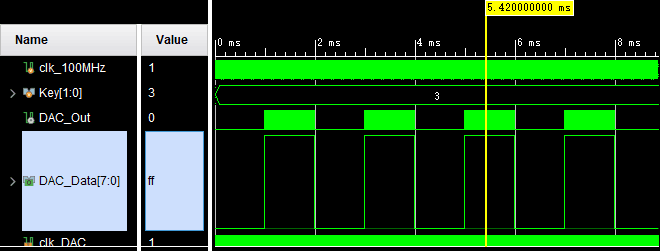 5.420000000 ms
Name Value
0 ms 2 ms 4 ms 6 ms 8 ms
clk_100MHz 1
Key[1:0] 3 3
DAC_Out 0
DAC_Data[7:0] ff
clk_DAC 1